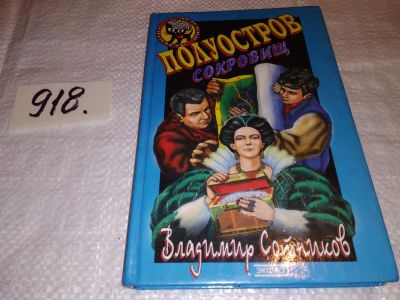 918.
ПОЛУОСТРОВ
СОКРОВИЩ
Владимир Сотников